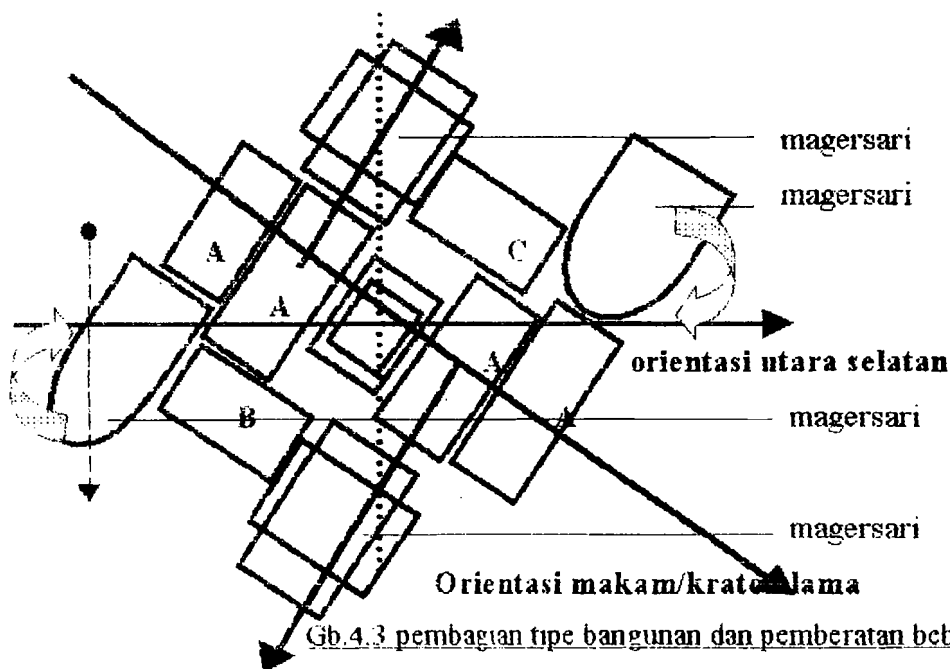 magersari
magersari
A
C
A
orientasi utara selatan
A
B
A
magersari
magersari
Orientasi makam/kraton lama
Gb.4.3 pembagian tipe bangunan dan pemberatan beb